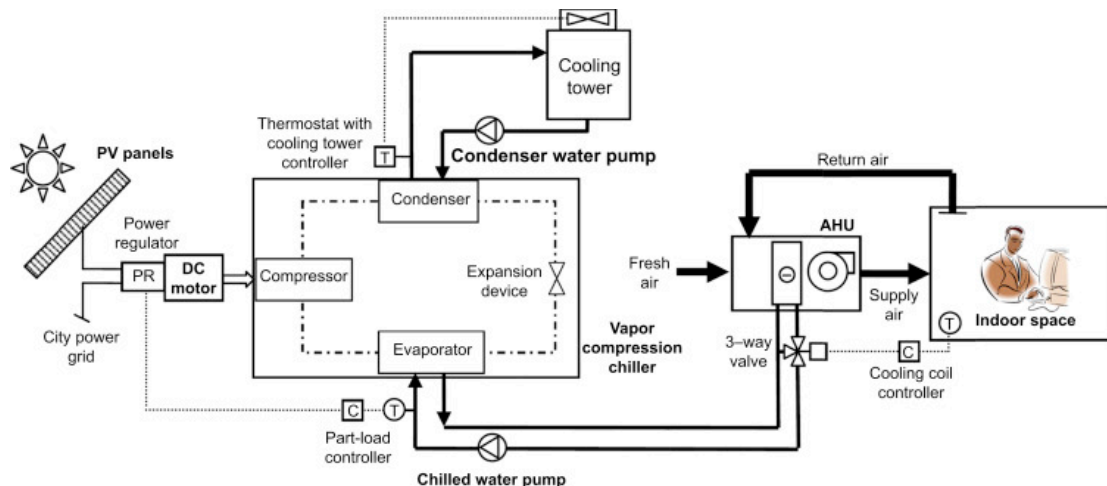 Cooling
tower
Thermostat with
cooling tower
controller
T
Condenser water pump
PV panels
Return air
Condenser
Power
regulator
AHU
PR
DC
motor
Compressor
Expansion
device
Fresh
air
Supply
air
Indoor space
T
City power
grid
Evaporator
Vapor
compression
chiller
3–way
valve
C
Cooling coil
controller
C
T
Part-load
controller
Chilled water pump